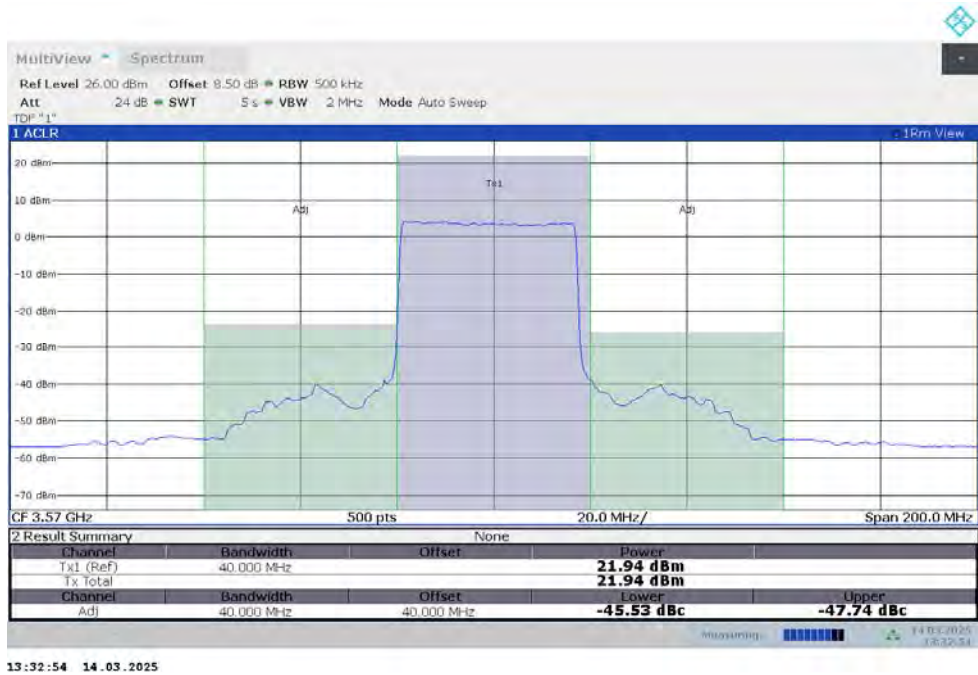 MultiView Spectrum
Ref Level 26.00 dBm Offset 8.50 dB RBW 500 kHz
Att 24 dB SWT 5 s VBW 2 MHz Mode Auto Sweep
TDF "1"
1 ACLR 1Rm View
20 dBm
Tx1
10 dBm
Adj Adj
0 dBm
-10 dBm
-20 dBm
-30 dBm
-40 dBm
-50 dBm
-60 dBm
-70 dBm
CF 3.57 GHz 500 pts 20.0 MHz/ Span 200.0 MHz
2 Result Summary None
Channel Bandwidth Offset Power
Tx1 (Ref) 40.000 MHz 21.94 dBm
Tx Total 21.94 dBm
Channel Bandwidth Offset Lower Upper
Adj 40.000 MHz 40.000 MHz -45.53 dBc -47.74 dBc
Measuring... 14.03.2025
13:32:54
13:32:54 14.03.2025